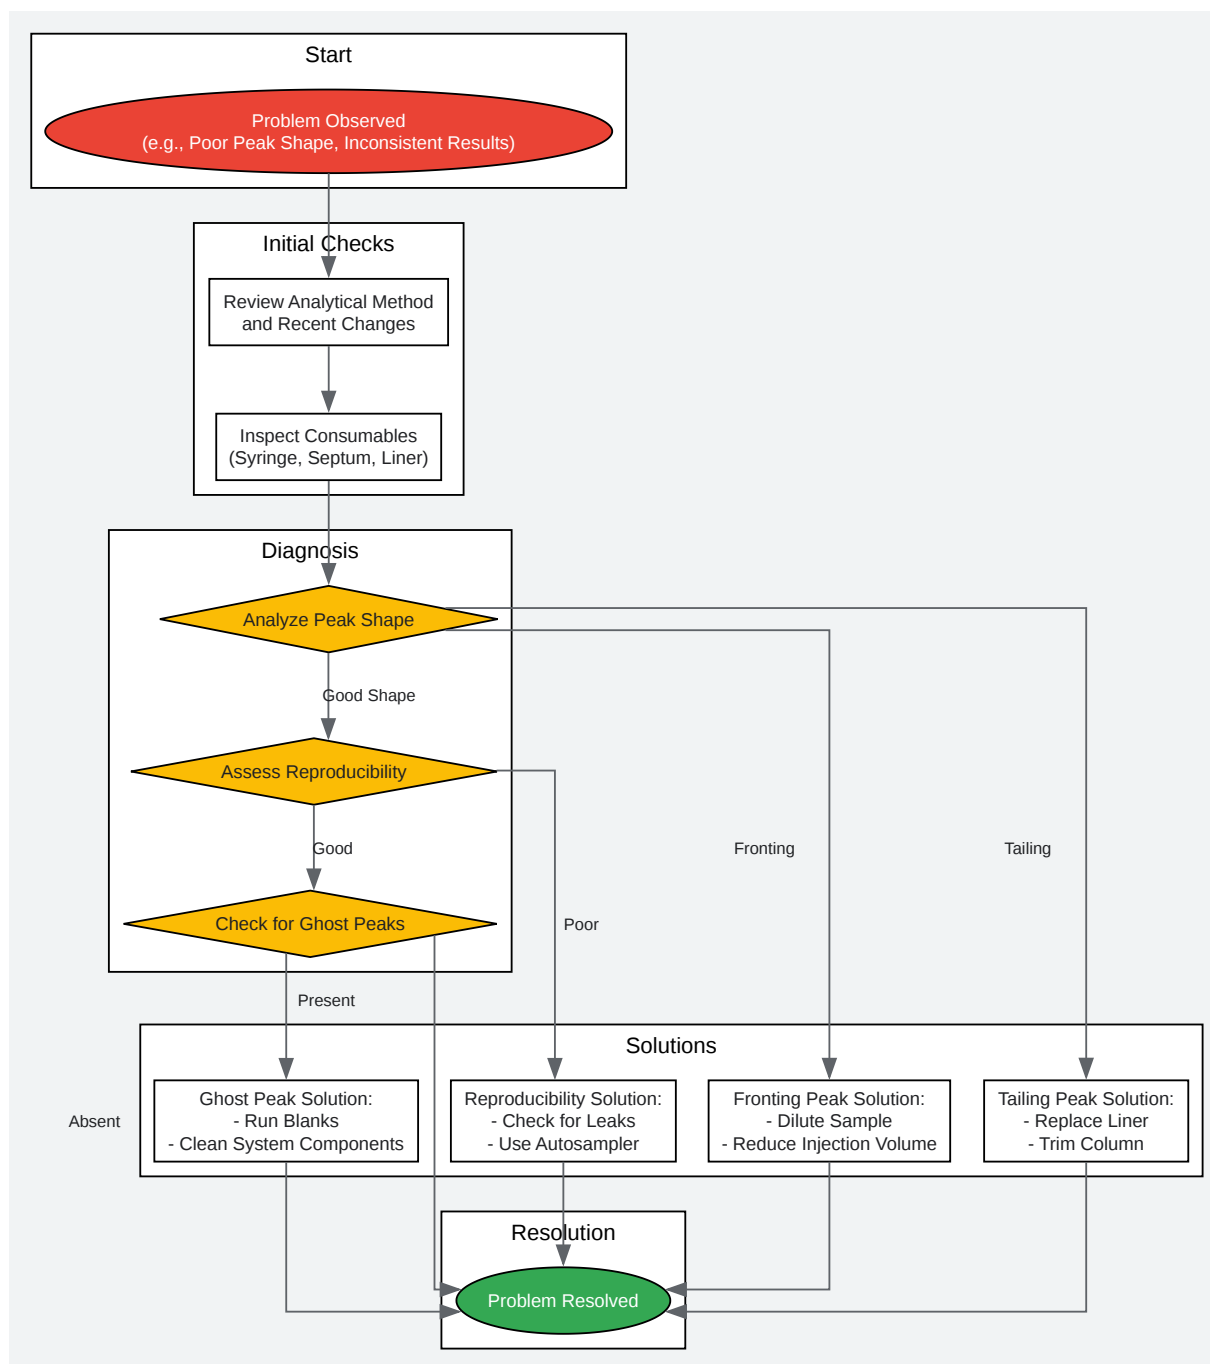 Start
Problem Observed
(e.g., Poor Peak Shape, Inconsistent Results)
Initial Checks
Review Analytical Method
and Recent Changes
Inspect Consumables
(Syringe, Septum, Liner)
Diagnosis
Analyze Peak Shape
Good Shape
Assess Reproducibility
Good
Fronting
Tailing
Check for Ghost Peaks
Poor
Present
Solutions
Ghost Peak Solution:
- Run Blanks
- Clean System Components
Reproducibility Solution:
- Check for Leaks
- Use Autosampler
Fronting Peak Solution:
- Dilute Sample
- Reduce Injection Volume
Tailing Peak Solution:
- Replace Liner
- Trim Column
Absent
Resolution
Problem Resolved